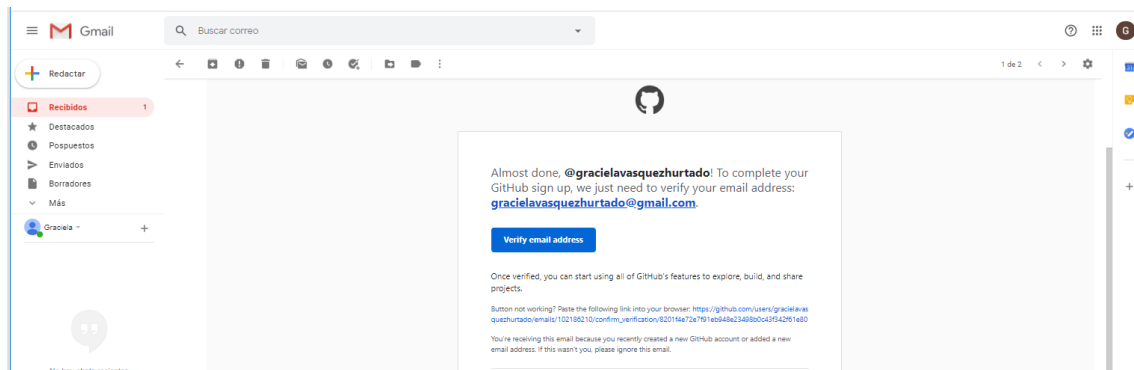 Gmail
Buscar correo
G
Redactar
1 de 2
31
Recibidos 1
Destacados
Pospuestos
Enviados
Borradores
Más
Graciela
Almost done, @gracielavasquezhurtado! To complete your
GitHub sign up, we just need to verify your email address:
gracielavasquezhurtado@gmail.com.
Verify email address
Once verified, you can start using all of GitHub's features to explore, build, and share
projects.
Button not working? Paste the following link into your browser: https://github.com/users/gracielavas
quezhurtado/emails/102186210/confirm_verification/8201f4e72e7f91eb948e23498b0c43f342f61e80
You're receiving this email because you recently created a new GitHub account or added a new
email address. If this wasn't you, please ignore this email.